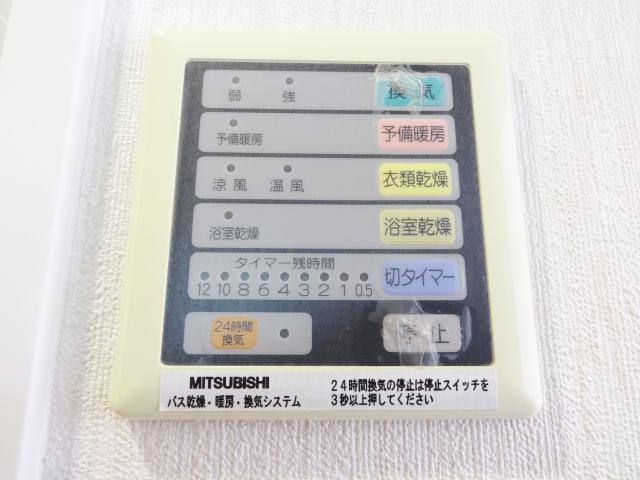 弱 強 換気
予備暖房 予備暖房
涼風 温風 衣類乾燥
浴室乾燥 浴室乾燥
タイマー残時間
12 10 8 6 4 3 2 1 0.5 切タイマー
24時間
換気
停止
MITSUBISHI
バス乾燥・暖房・換気システム
24時間換気の停止は停止スイッチを
3秒以上押してください